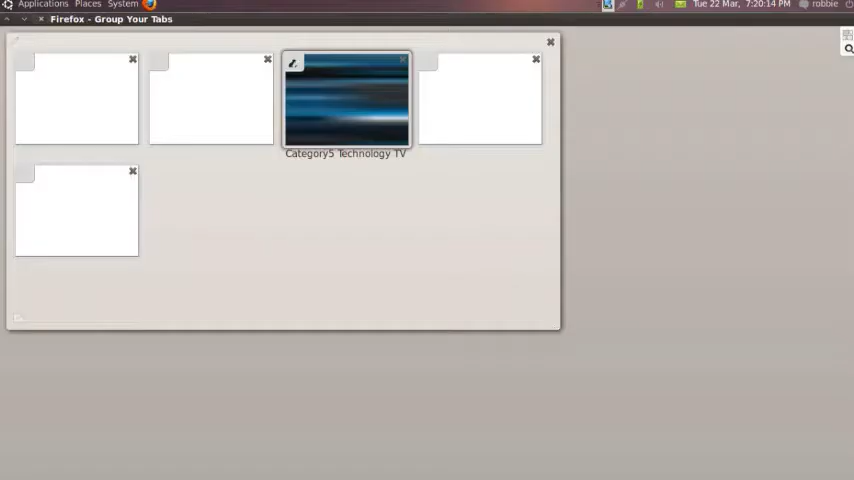 Applications Places System Tue 22 Mar, 7:20:14 PM robbie
Firefox - Group Your Tabs
Category5 Technology TV